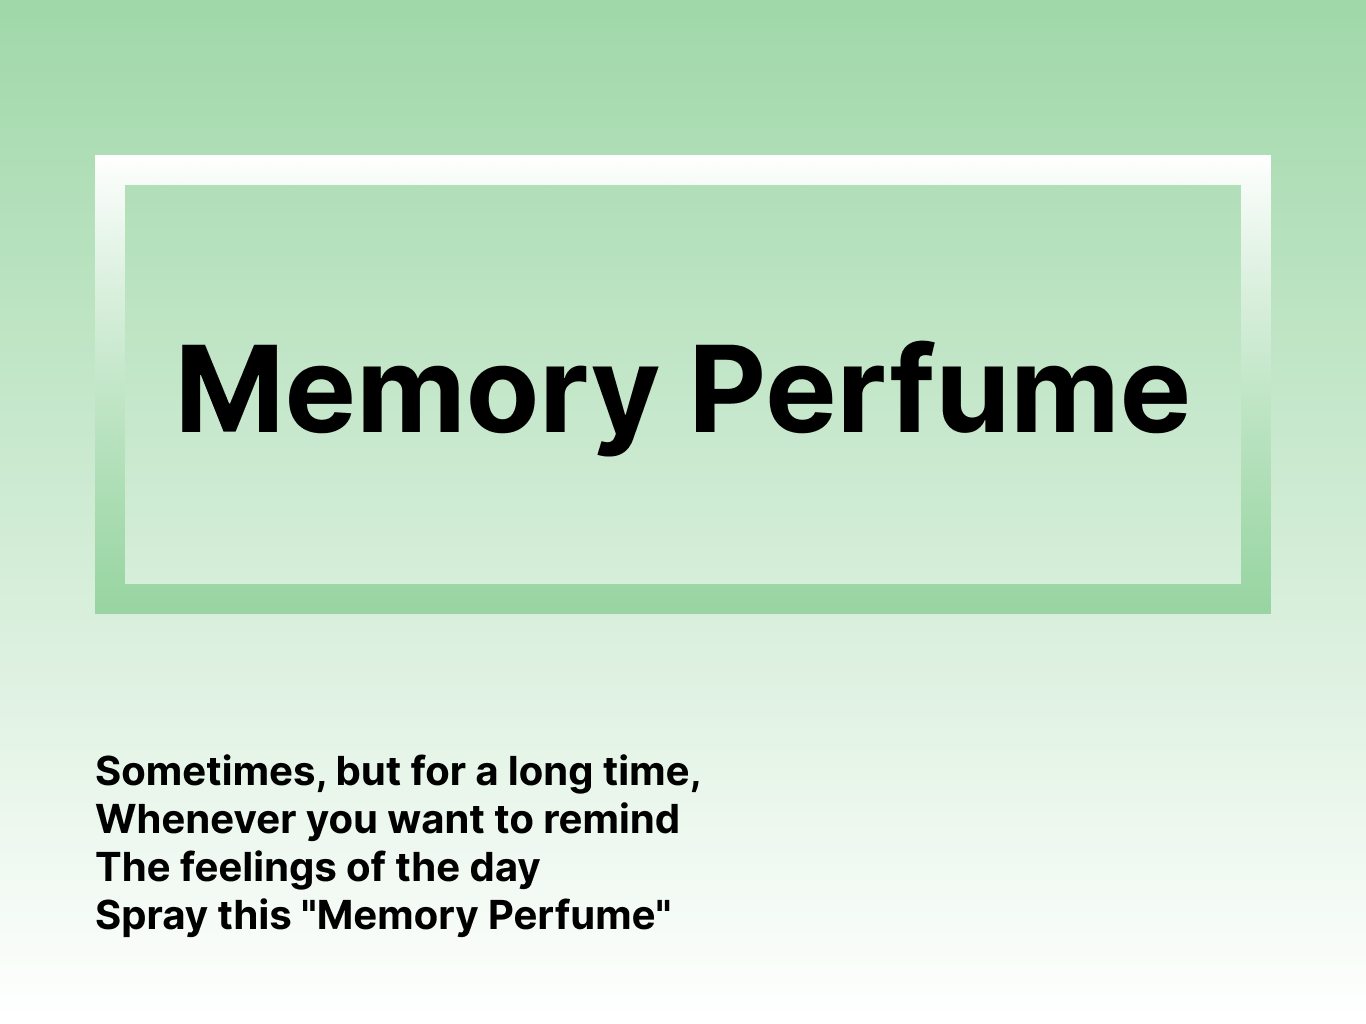 Memory Perfume
Sometimes, but for a long time,
Whenever you want to remind
The feelings of the day
Spray this "Memory Perfume"